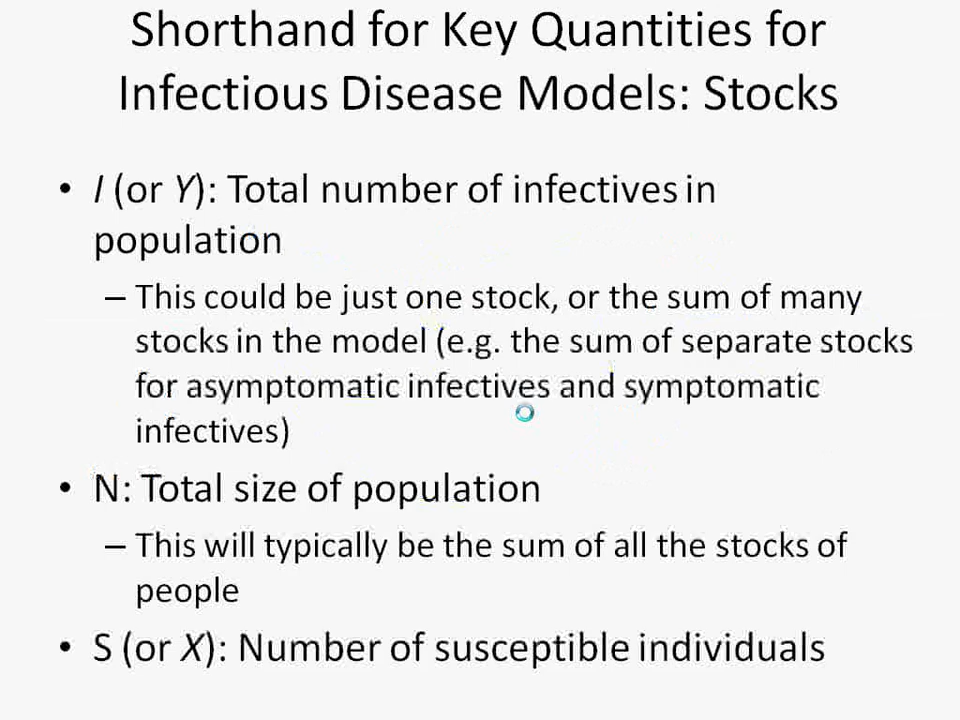 Shorthand for Key Quantities for
Infectious Disease Models: Stocks
• I (or Y): Total number of infectives in
population
– This could be just one stock, or the sum of many
stocks in the model (e.g. the sum of separate stocks
for asymptomatic infectives and symptomatic
infectives)
• N: Total size of population
– This will typically be the sum of all the stocks of
people
• S (or X): Number of susceptible individuals